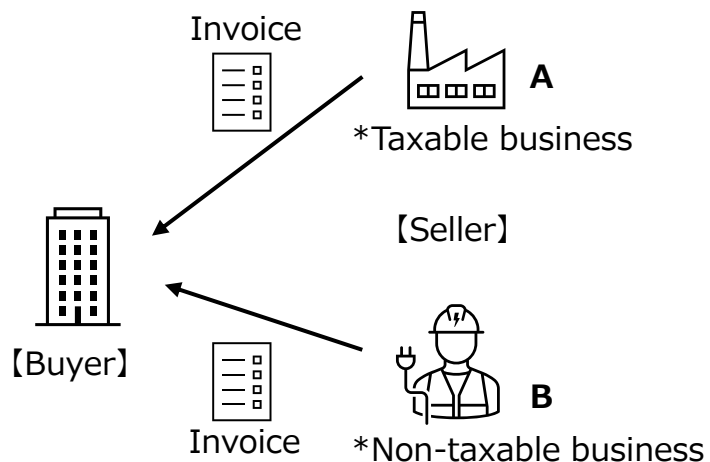 Invoice
A
*Taxable business
【Seller】
【Buyer】
B
Invoice
*Non-taxable business